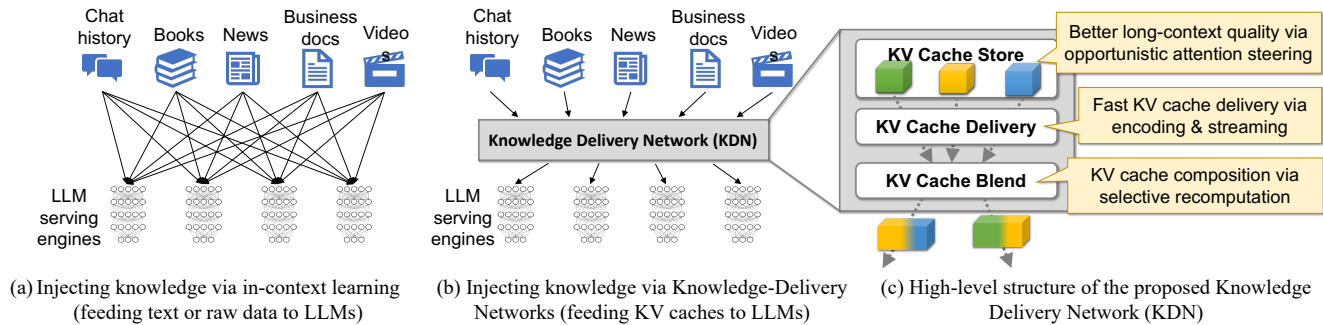 Chat
history
Books
News
Business
docs
Videos
LLM
serving
engines
(a) Injecting knowledge via in-context learning
(feeding text or raw data to LLMs)
Chat
history
Books
News
Business
docs
Videos
Knowledge Delivery Network (KDN)
LLM
serving
engines
(b) Injecting knowledge via Knowledge-Delivery
Networks (feeding KV caches to LLMs)
KV Cache Store
Better long-context quality via
opportunistic attention steering
KV Cache Delivery
Fast KV cache delivery via
encoding & streaming
KV Cache Blend
KV cache composition via
selective recomputation
(c) High-level structure of the proposed Knowledge
Delivery Network (KDN)